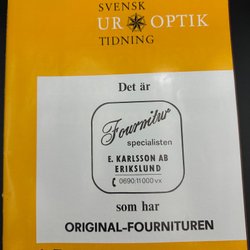 SVENSK
UR OPTIK
TIDNING
Det är
Fournitur
specialisten
E. KARLSSON AB
ERIKSLUND
0690/11000 vx
som har
ORIGINAL-FOURNITUREN